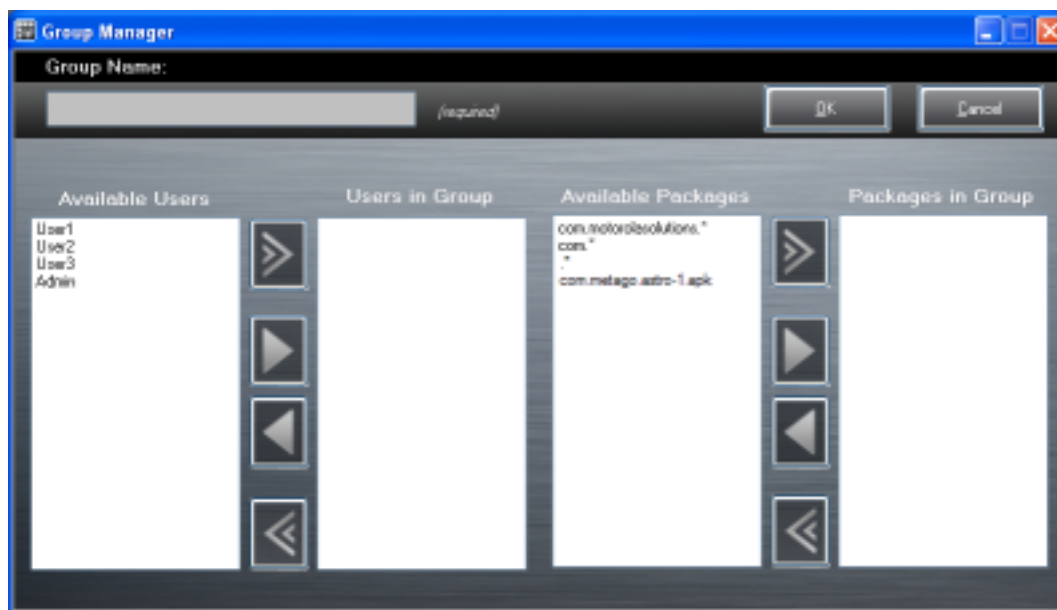 Group Manager
Group Name:
(required)
OK
Cancel
Available Users
Users in Group
Available Packages
Packages in Group
User1
User2
User3
Admin
com.motorolasolutions.*
com.*
.*
com.metago.astro-1.apk